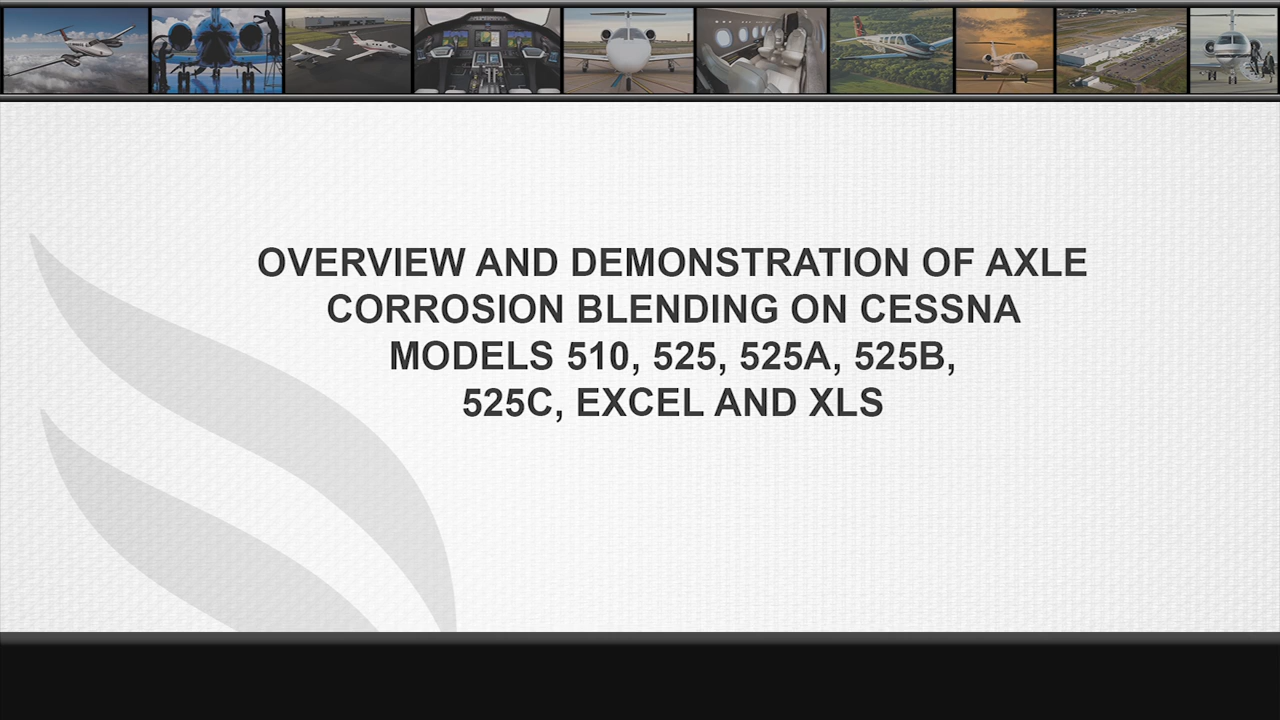 OVERVIEW AND DEMONSTRATION OF AXLE
CORROSION BLENDING ON CESSNA
MODELS 510, 525, 525A, 525B,
525C, EXCEL AND XLS